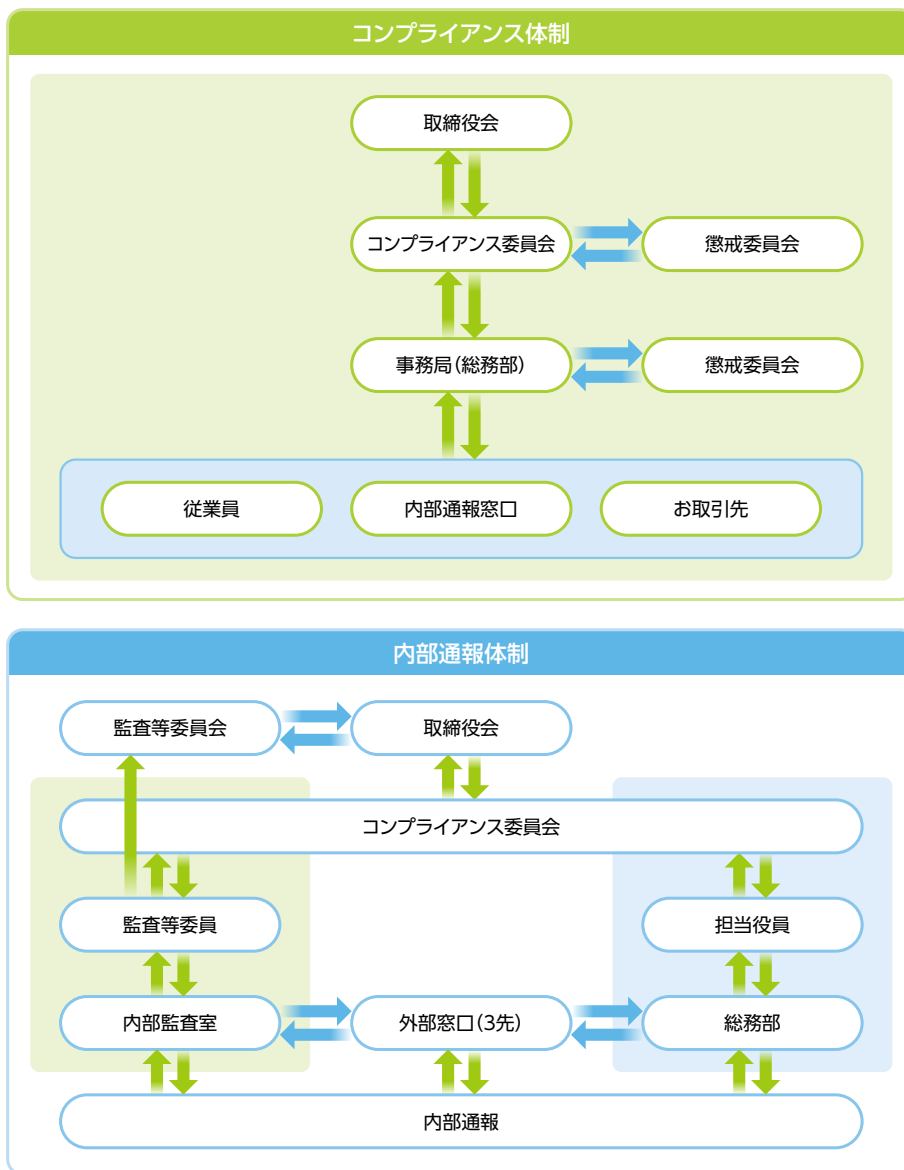 コンプライアンス体制
取締役会
コンプライアンス委員会
懲戒委員会
事務局(総務部)
懲戒委員会
従業員
内部通報窓口
お取引先
内部通報体制
監査等委員会
取締役会
コンプライアンス委員会
監査等委員
担当役員
内部監査室
外部窓口(3先)
総務部
内部通報